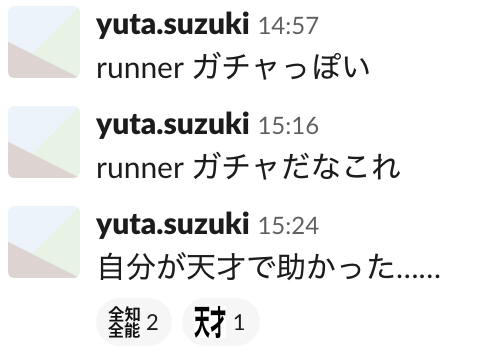 yuta.suzuki 14:57
runner ガチャっぽい
yuta.suzuki 15:16
runner ガチャだなこれ
yuta.suzuki 15:24
自分が天才で助かった……
全知全能 2 天才 1